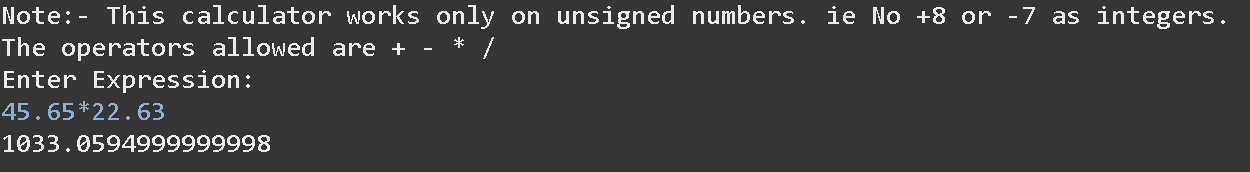 Note:- This calculator works only on unsigned numbers. ie No +8 or -7 as integers.
The operators allowed are + - * /
Enter Expression:
45.65*22.63
1033.0594999999998